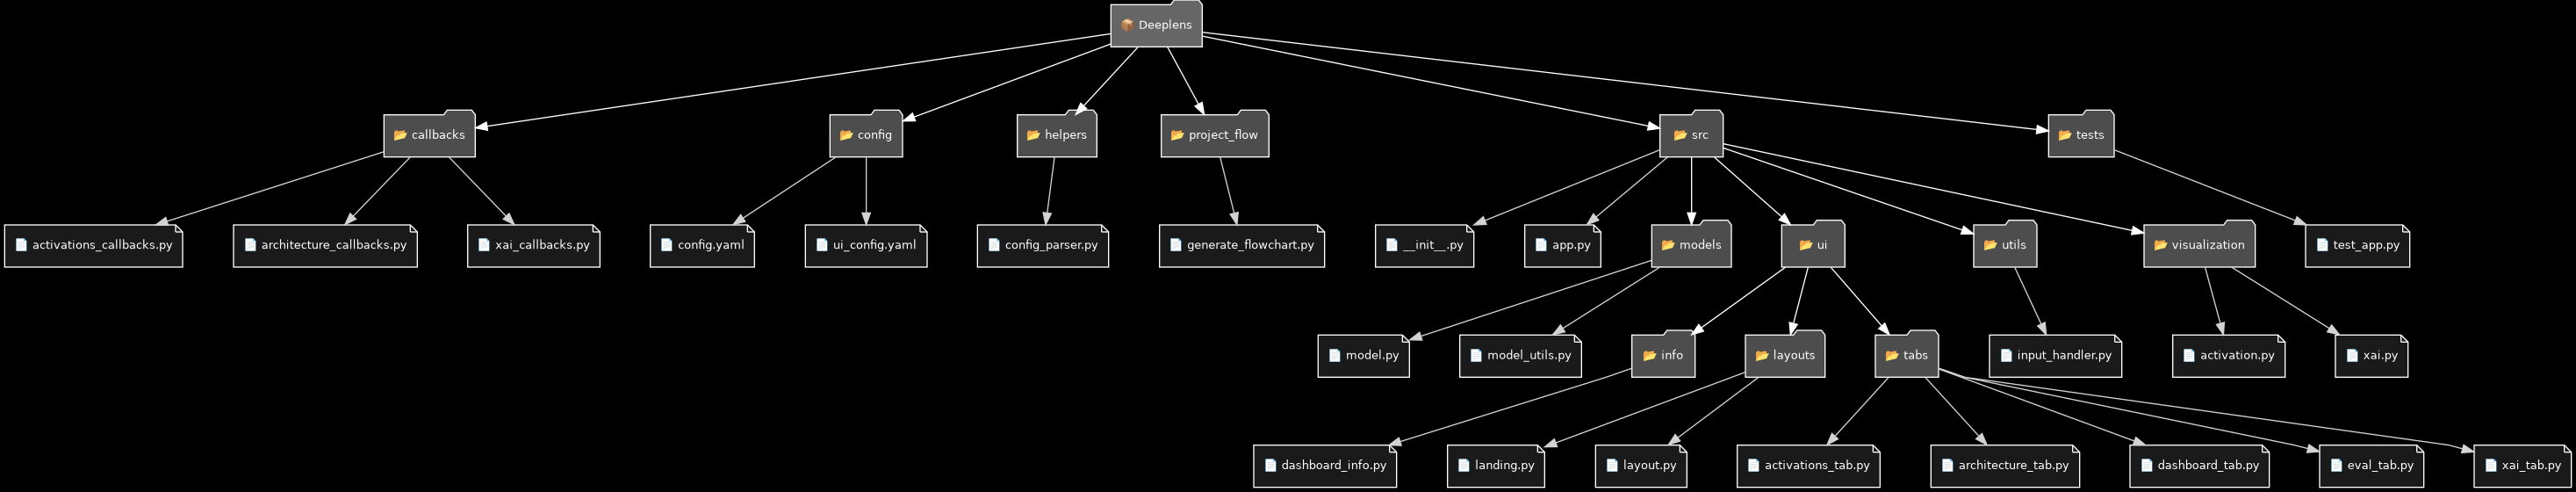 Deeplens
callbacks
config
helpers
project_flow
src
tests
activations_callbacks.py
architecture_callbacks.py
xai_callbacks.py
config.yaml
ui_config.yaml
config_parser.py
generate_flowchart.py
__init__.py
app.py
models
ui
utils
visualization
test_app.py
model.py
model_utils.py
info
layouts
tabs
input_handler.py
activation.py
xai.py
dashboard_info.py
landing.py
layout.py
activations_tab.py
architecture_tab.py
dashboard_tab.py
eval_tab.py
xai_tab.py